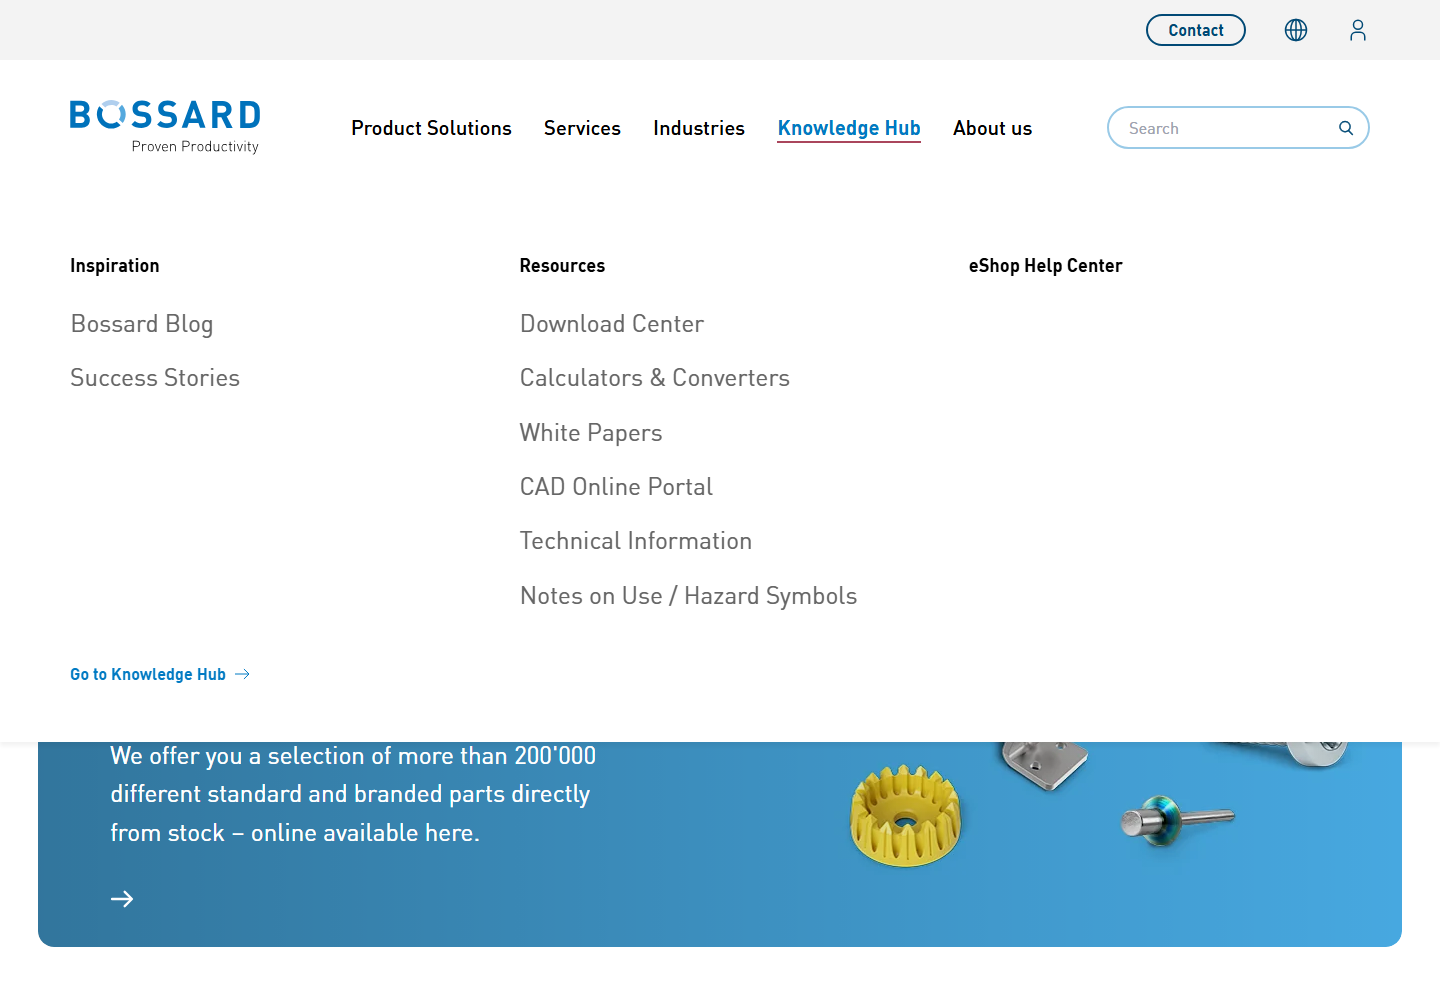 Contact
BOSSARD
Proven Productivity
Product Solutions
Services
Industries
Knowledge Hub
About us
Search
Inspiration
Bossard Blog
Success Stories
Resources
Download Center
Calculators & Converters
White Papers
CAD Online Portal
Technical Information
Notes on Use / Hazard Symbols
eShop Help Center
Go to Knowledge Hub
We offer you a selection of more than 200'000
different standard and branded parts directly
from stock – online available here.